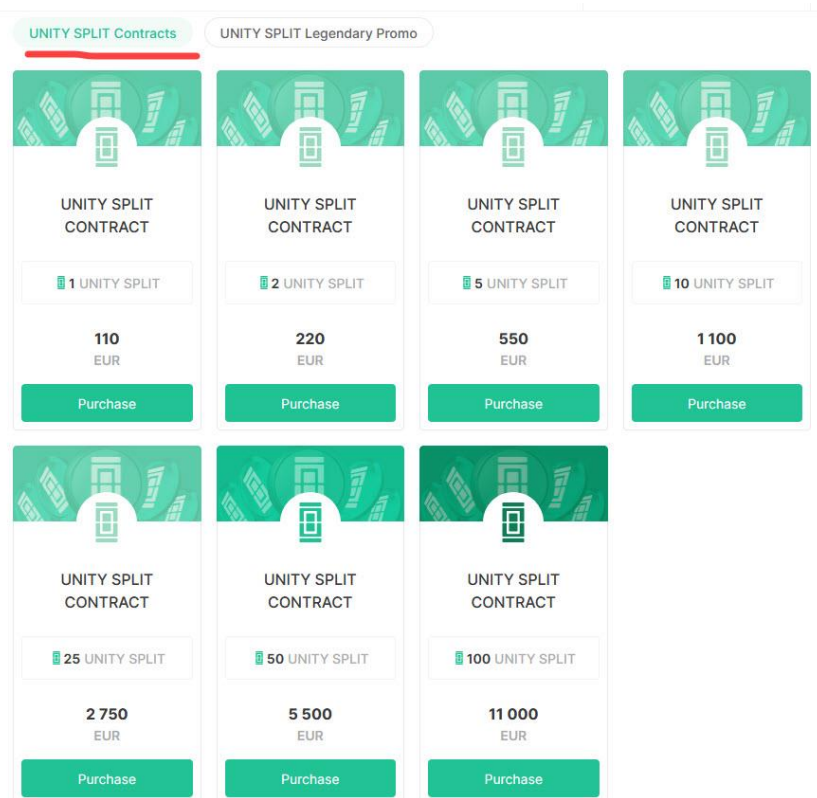 UNITY SPLIT Contracts
UNITY SPLIT Legendary Promo
UNITY SPLIT
CONTRACT
1 UNITY SPLIT
110
EUR
Purchase
UNITY SPLIT
CONTRACT
2 UNITY SPLIT
220
EUR
Purchase
UNITY SPLIT
CONTRACT
5 UNITY SPLIT
550
EUR
Purchase
UNITY SPLIT
CONTRACT
10 UNITY SPLIT
1 100
EUR
Purchase
UNITY SPLIT
CONTRACT
25 UNITY SPLIT
2 750
EUR
Purchase
UNITY SPLIT
CONTRACT
50 UNITY SPLIT
5 500
EUR
Purchase
UNITY SPLIT
CONTRACT
100 UNITY SPLIT
11 000
EUR
Purchase